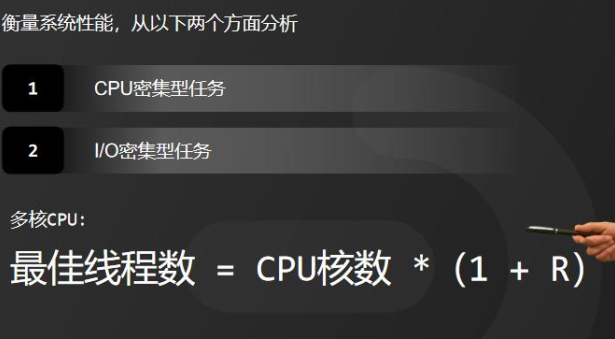 衡量系统性能，从以下两个方面分析
1 CPU密集型任务
2 I/O密集型任务
多核CPU:
最佳线程数 = CPU核数 * (1 + R)